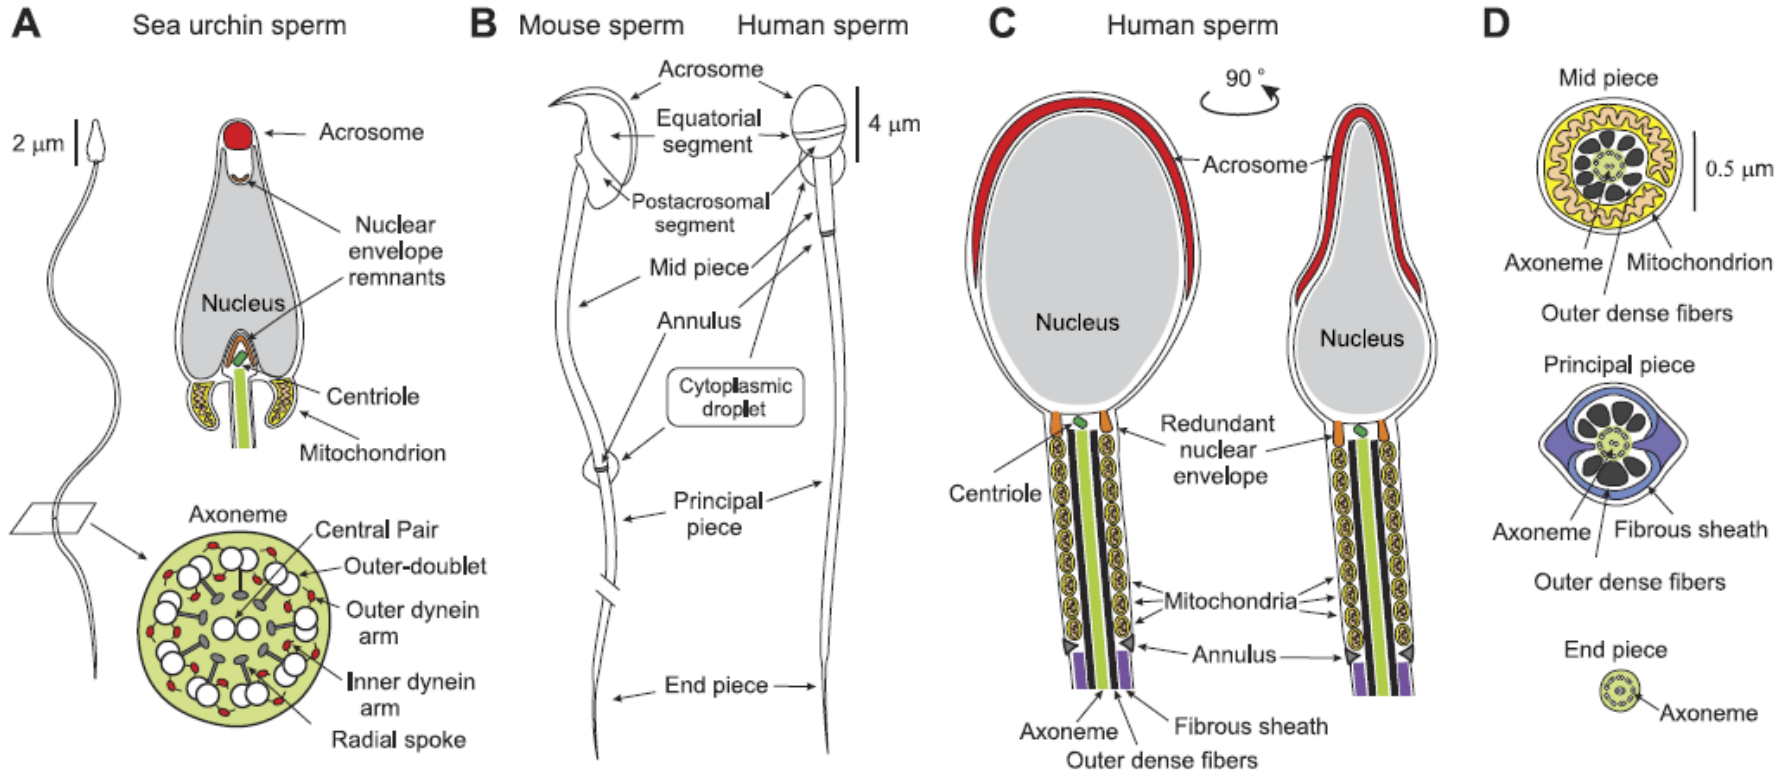 A
Sea urchin sperm
2 μm
Acrosome
Nuclear
envelope
remnants
Nucleus
Centriole
Mitochondrion
Axoneme
Central Pair
Outer-doublet
Outer dynein
arm
Inner dynein
arm
Radial spoke
B
Mouse sperm
Human sperm
Acrosome
4 μm
Equatorial
segment
Postacrosomal
segment
Mid piece
Annulus
Cytoplasmic
droplet
Principal
piece
End piece
C
Human sperm
90 °
Acrosome
Nucleus
Nucleus
Redundant
nuclear
envelope
Centriole
Mitochondria
Annulus
Axoneme
Fibrous sheath
Outer dense fibers
D
Mid piece
0.5 μm
Axoneme
Mitochondrion
Outer dense fibers
Principal piece
Axoneme
Fibrous sheath
Outer dense fibers
End piece
Axoneme